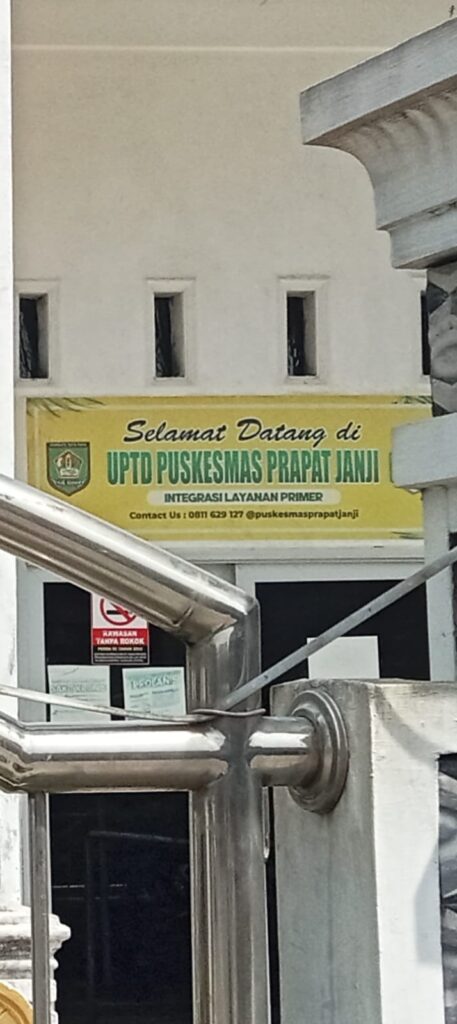 Selamat Datang di
UPTD PUSKESMAS PRAPAT JANJI
INTEGRASI LAYANAN PRIMER
Contact Us : 0811 629 127 @puskesmasprapatjanji
KAWASAN
TANPA ROKOK